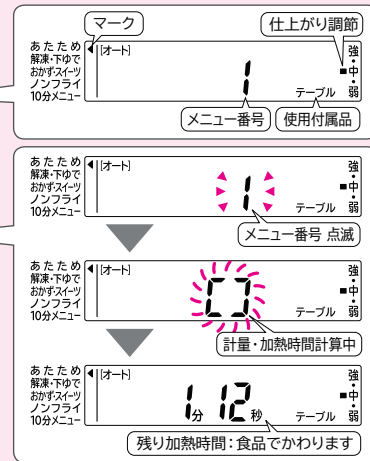 マーク
仕上がり調節
あたため
解凍・下ゆで
おかず・スイーツ
ノンフライ
10分メニュー
[オート]
1
テーブル
強
・
中
・
弱
メニュー番号
使用付属品
あたため
解凍・下ゆで
おかず・スイーツ
ノンフライ
10分メニュー
[オート]
1
テーブル
強
・
中
・
弱
メニュー番号 点滅
あたため
解凍・下ゆで
おかず・スイーツ
ノンフライ
10分メニュー
[オート]
テーブル
強
・
中
・
弱
計量・加熱時間計算中
あたため
解凍・下ゆで
おかず・スイーツ
ノンフライ
10分メニュー
[オート]
1分 12秒
テーブル
強
・
中
・
弱
残り加熱時間：食品でかわります